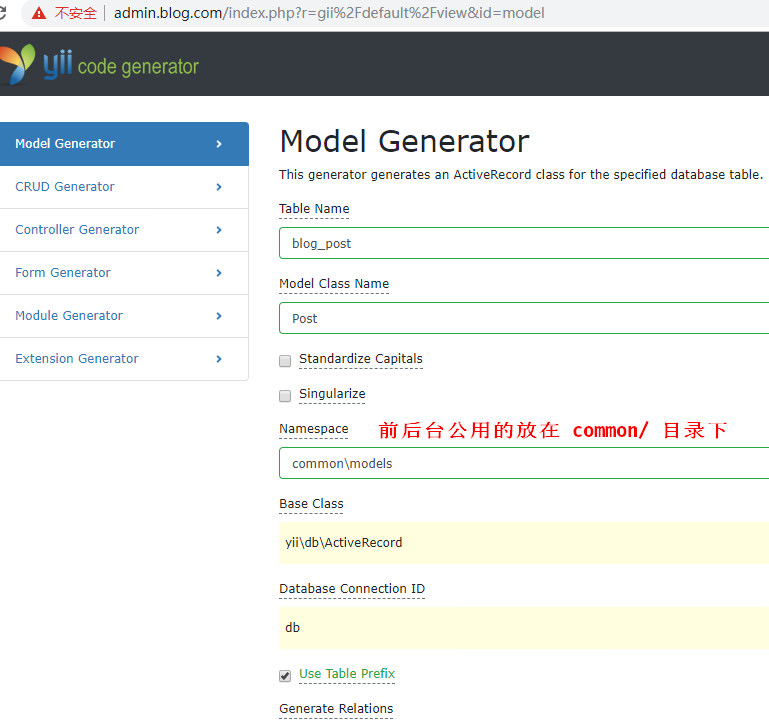 不安全 admin.blog.com/index.php?r=gii%2Fdefault%2Fview&id=model
yii code generator
Model Generator
CRUD Generator
Controller Generator
Form Generator
Module Generator
Extension Generator
Model Generator
This generator generates an ActiveRecord class for the specified database table.
Table Name
blog_post
Model Class Name
Post
Standardize Capitals
Singularize
Namespace 前后台公用的放在 common/ 目录下
common\models
Base Class
yii\db\ActiveRecord
Database Connection ID
db
Use Table Prefix
Generate Relations